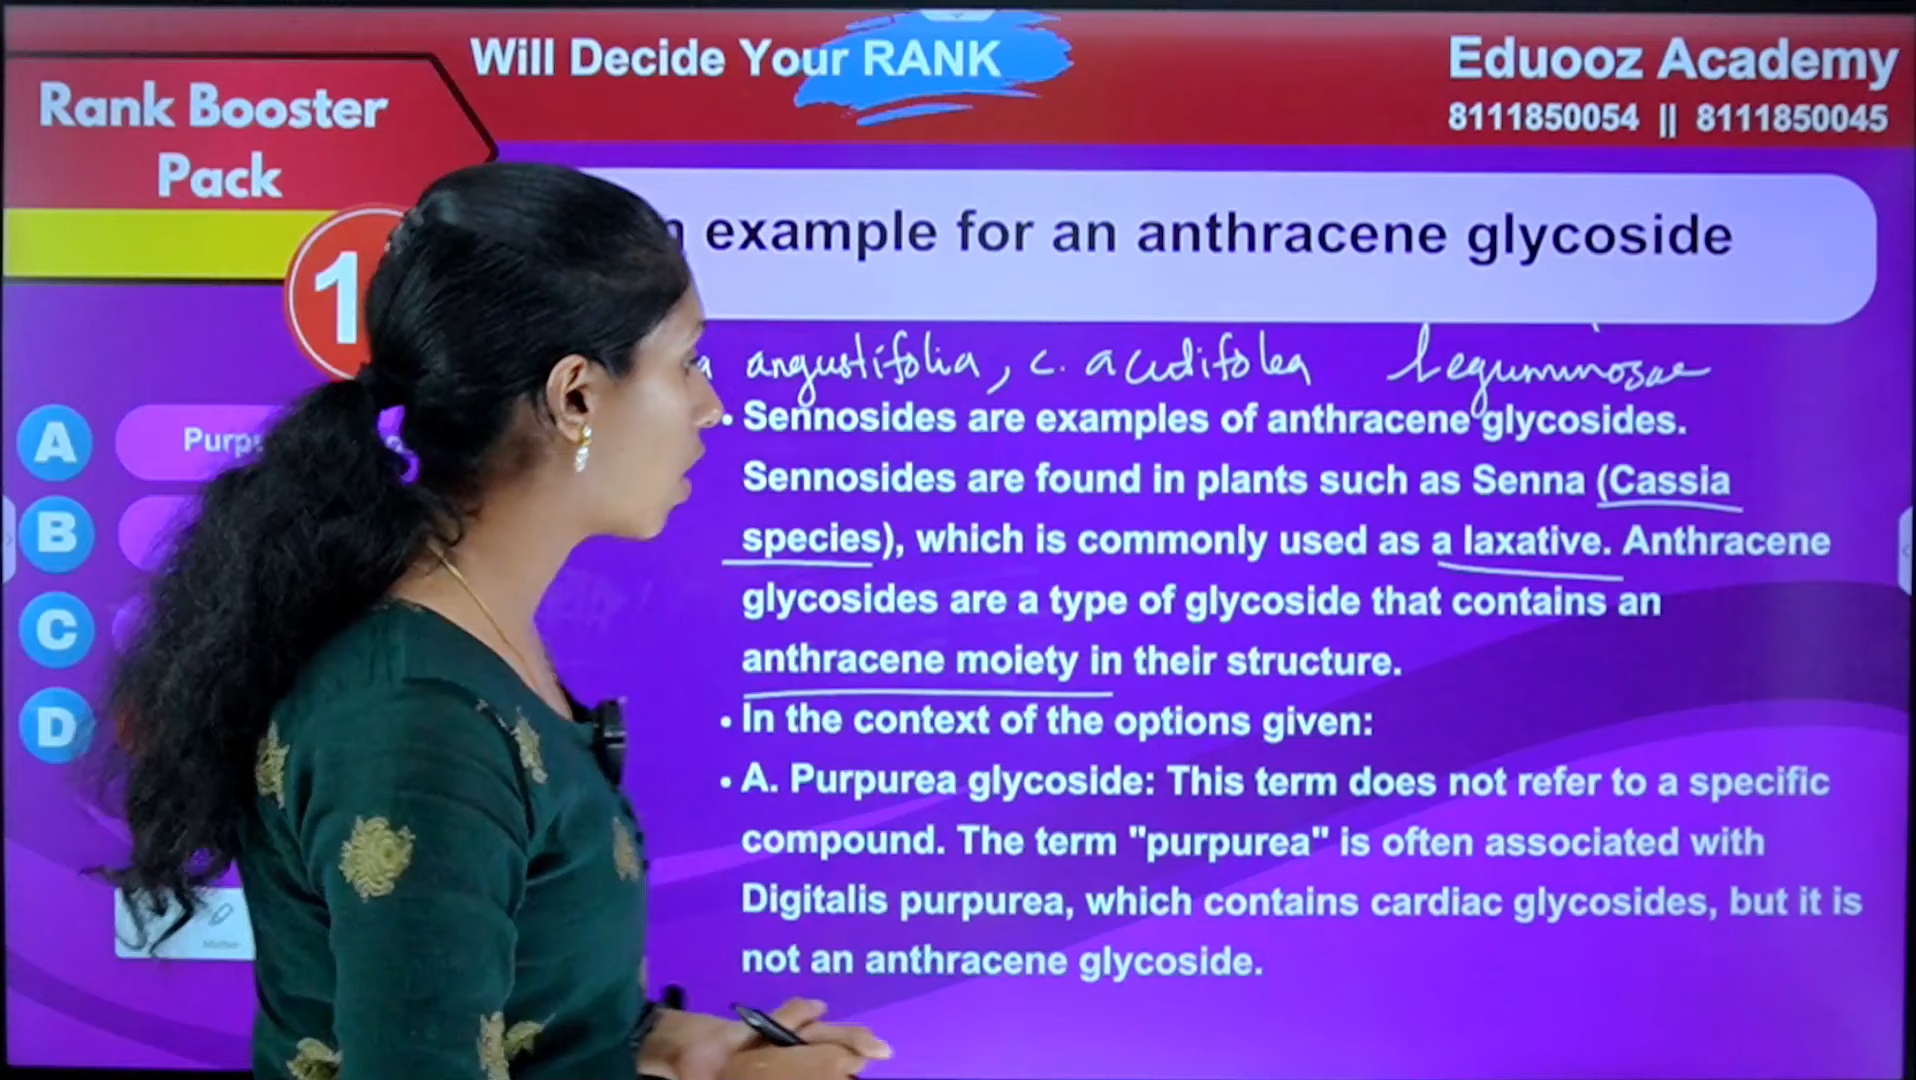 Will Decide Your RANK
Eduooz Academy
8111850054 || 8111850045
Rank Booster
Pack
1
example for an anthracene glycoside
angustifolia, c. acutifolea leguminosae
A
B
C
D
• Sennosides are examples of anthracene glycosides.
Sennosides are found in plants such as Senna (Cassia
species), which is commonly used as a laxative. Anthracene
glycosides are a type of glycoside that contains an
anthracene moiety in their structure.
• In the context of the options given:
• A. Purpurea glycoside: This term does not refer to a specific
compound. The term "purpurea" is often associated with
Digitalis purpurea, which contains cardiac glycosides, but it is
not an anthracene glycoside.